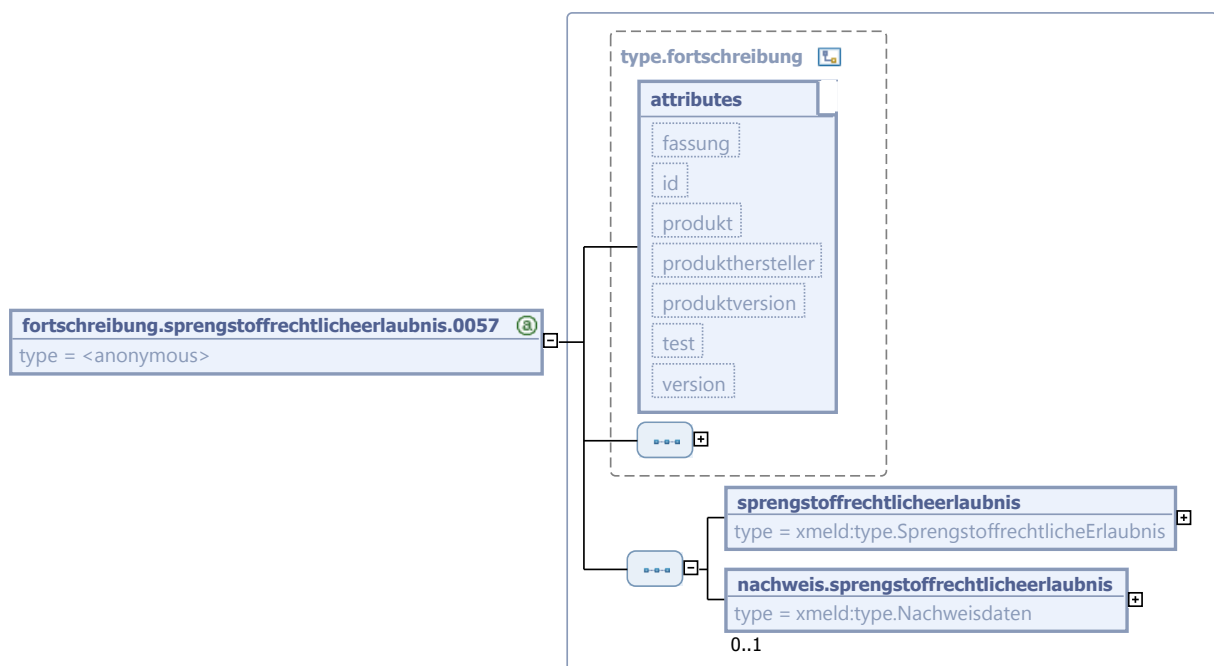 type.fortschreibung
attributes
fassung
id
produkt
produkthersteller
produktversion
test
version
fortschreibung.sprengstoffrechtlicheerlaubnis.0057 a
type = <anonymous>
sprengstoffrechtlicheerlaubnis
type = xmeld:type.SprengstoffrechtlicheErlaubnis
nachweis.sprengstoffrechtlicheerlaubnis
type = xmeld:type.Nachweisdaten
0..1